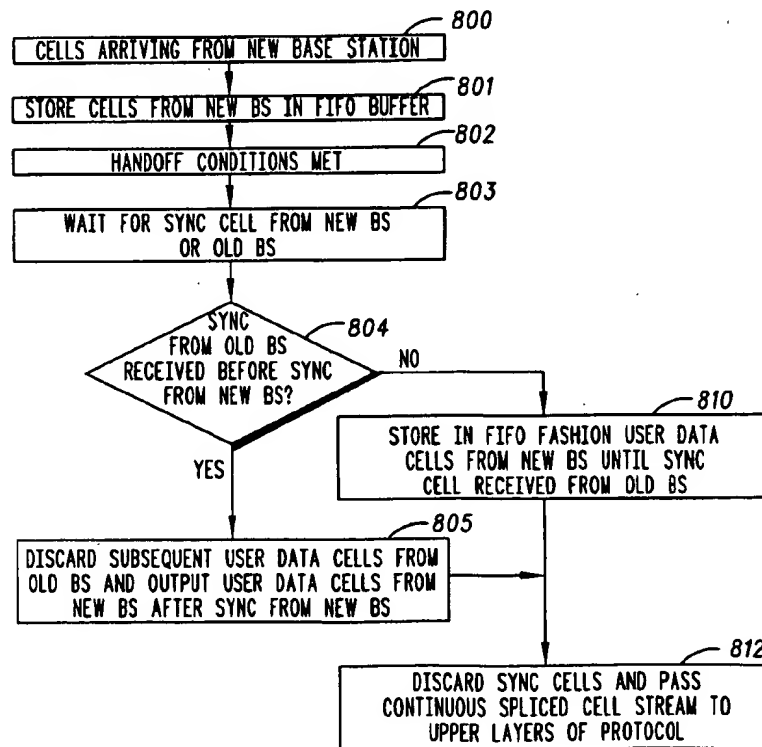 800
CELLS ARRIVING FROM NEW BASE STATION
801
STORE CELLS FROM NEW BS IN FIFO BUFFER
802
HANDOFF CONDITIONS MET
803
WAIT FOR SYNC CELL FROM NEW BS
OR OLD BS
804
SYNC
FROM OLD BS
RECEIVED BEFORE SYNC
FROM NEW BS?
NO
YES
810
STORE IN FIFO FASHION USER DATA
CELLS FROM NEW BS UNTIL SYNC
CELL RECEIVED FROM OLD BS
805
DISCARD SUBSEQUENT USER DATA CELLS FROM
OLD BS AND OUTPUT USER DATA CELLS FROM
NEW BS AFTER SYNC FROM NEW BS
812
DISCARD SYNC CELLS AND PASS
CONTINUOUS SPLICED CELL STREAM TO
UPPER LAYERS OF PROTOCOL